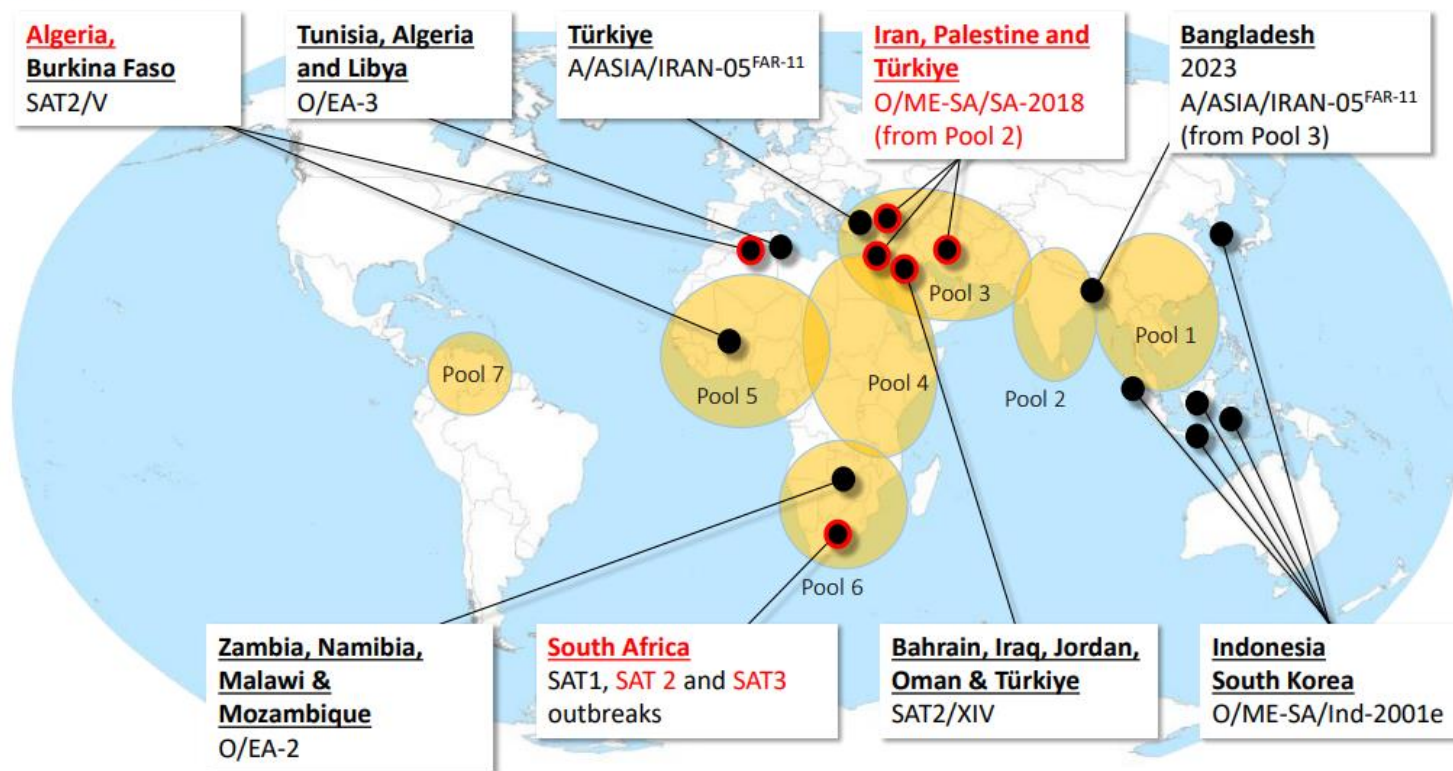 Algeria,
Burkina Faso
SAT2/V
Tunisia, Algeria
and Libya
O/EA-3
Türkiye
A/ASIA/IRAN-05FAR-11
Iran, Palestine and
Türkiye
O/ME-SA/SA-2018
(from Pool 2)
Bangladesh
2023
A/ASIA/IRAN-05FAR-11
(from Pool 3)
Pool 3
Pool 1
Pool 7
Pool 5
Pool 4
Pool 2
Pool 6
Zambia, Namibia,
Malawi &
Mozambique
O/EA-2
South Africa
SAT1, SAT 2 and SAT3
outbreaks
Bahrain, Iraq, Jordan,
Oman & Türkiye
SAT2/XIV
Indonesia
South Korea
O/ME-SA/Ind-2001e